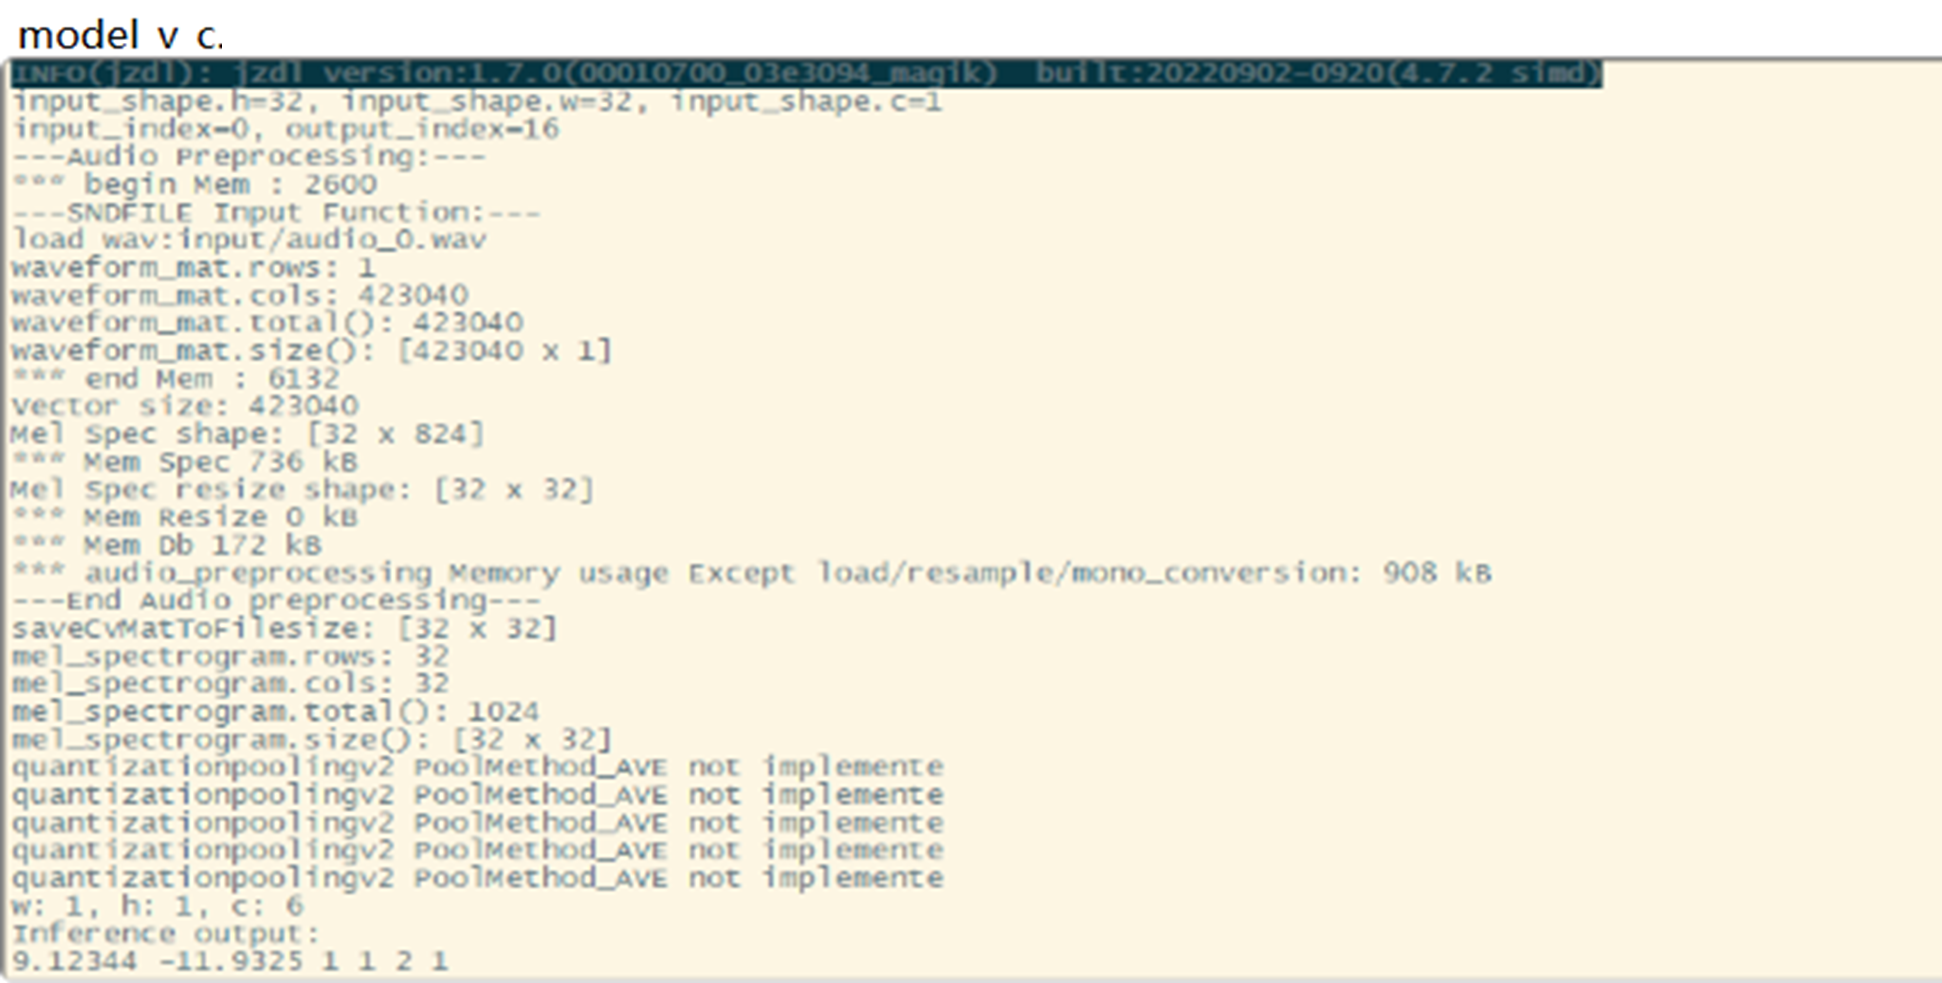 model v c.
INFO(jzdl): jzdl version:1.7.0(00010700_03e3094_magik)  built:20220902-0920(4.7.2 simd)
input_shape.h=32, input_shape.w=32, input_shape.c=1
input_index=0, output_index=16
---Audio Preprocessing:---
*** begin Mem : 2600
---SNDFILE Input Function:---
load wav:input/audio_0.wav
waveform_mat.rows: 1
waveform_mat.cols: 423040
waveform_mat.total(): 423040
waveform_mat.size(): [423040 x 1]
*** end Mem : 6132
Vector size: 423040
Mel Spec shape: [32 x 824]
*** Mem Spec 736 kB
Mel Spec resize shape: [32 x 32]
*** Mem Resize 0 kB
*** Mem Db 172 kB
*** audio_preprocessing Memory usage Except load/resample/mono_conversion: 908 kB
---End Audio preprocessing---
saveCvMatToFilesize: [32 x 32]
mel_spectrogram.rows: 32
mel_spectrogram.cols: 32
mel_spectrogram.total(): 1024
mel_spectrogram.size(): [32 x 32]
quantizationpoolingv2 PoolMethod_AVE not implemente
quantizationpoolingv2 PoolMethod_AVE not implemente
quantizationpoolingv2 PoolMethod_AVE not implemente
quantizationpoolingv2 PoolMethod_AVE not implemente
quantizationpoolingv2 PoolMethod_AVE not implemente
w: 1, h: 1, c: 6
Inference output:
9.12344 -11.9325 1 1 2 1